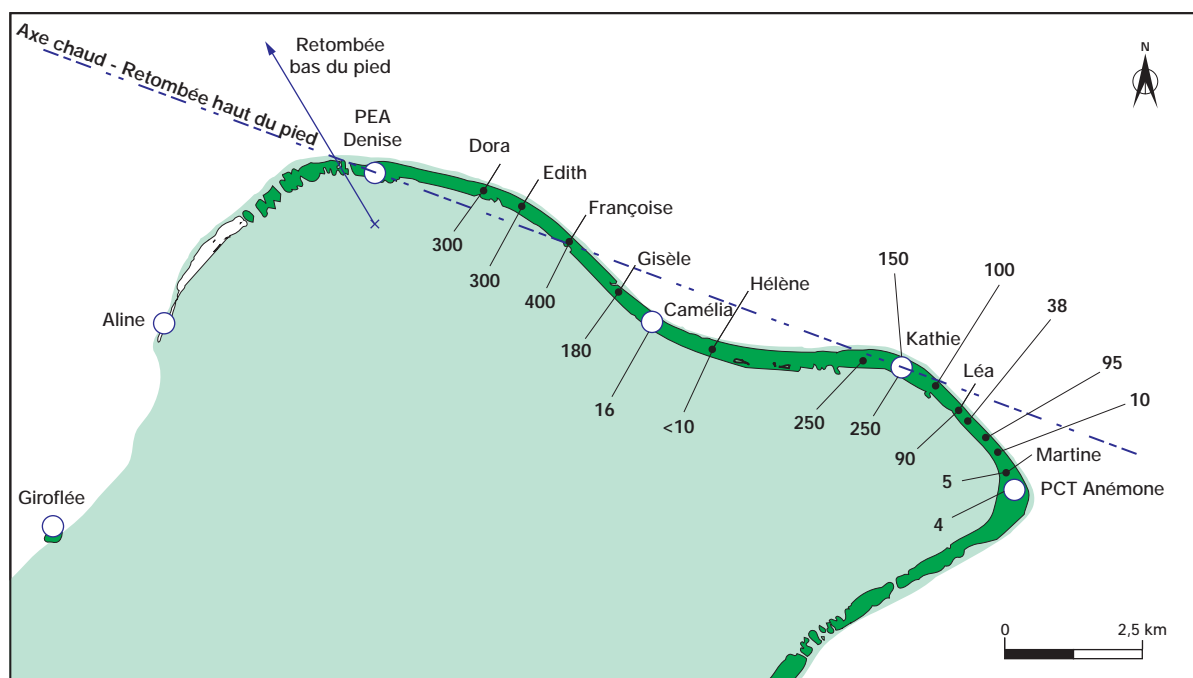 Axe chaud - Retombée haut du pied
Retombée
bas du pied
N
PEA
Denise
Dora
Edith
Françoise
300
300
400
Gisèle
180
Camélia
16
Hélène
<10
150
100
38
Kathie
Léa
95
10
250
250
90
Martine
5
PCT Anémone
4
Aline
Giroflée
0
2,5 km